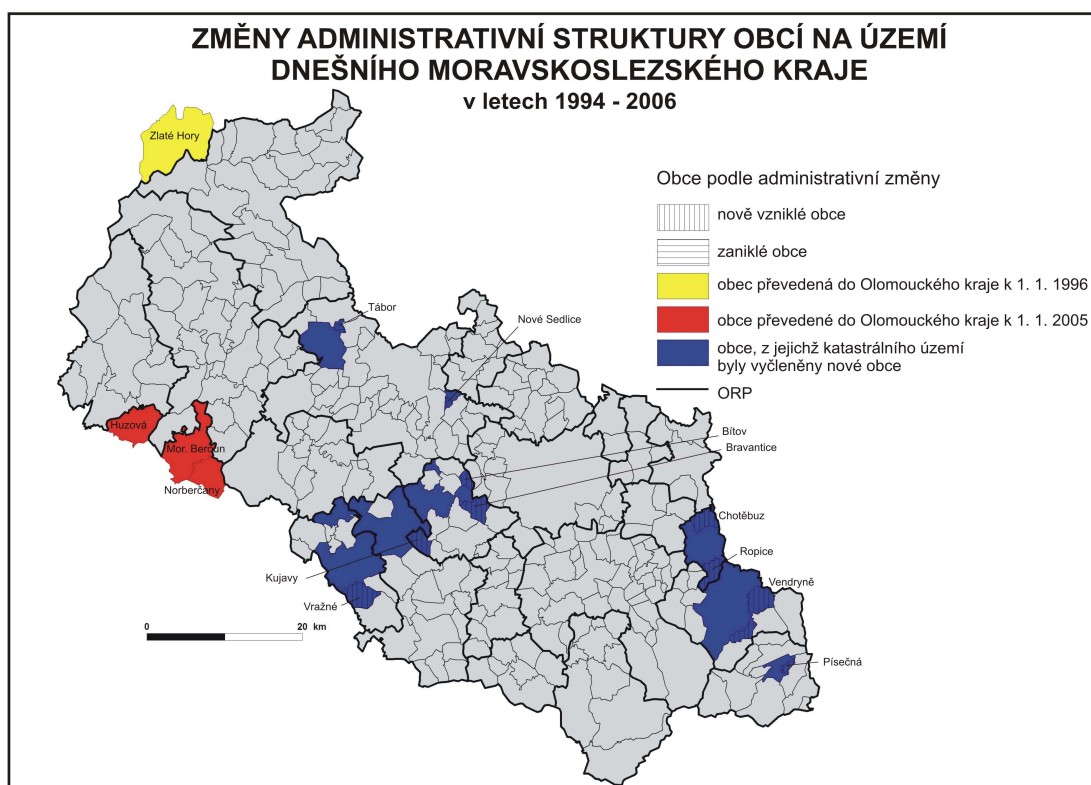 ZMĚNY ADMINISTRATIVNÍ STRUKTURY OBCÍ NA ÚZEMÍ
DNEŠNÍHO MORAVSKOSLEZSKÉHO KRAJE
v letech 1994 - 2006
Zlaté Hory
Obce podle administrativní změny
nově vzniklé obce
zaniklé obce
obec převedená do Olomouckého kraje k 1. 1. 1996
obce převedené do Olomouckého kraje k 1. 1. 2005
obce, z jejichž katastrálního území
byly vyčleněny nové obce
ORP
Tábor
Nové Sedlice
Huzová
Mor. Beroun
Norberčany
Bítov
Bravantice
Chotěbuz
Ropice
Kujavy
Vendryně
Vražné
0 20 km
Písečná